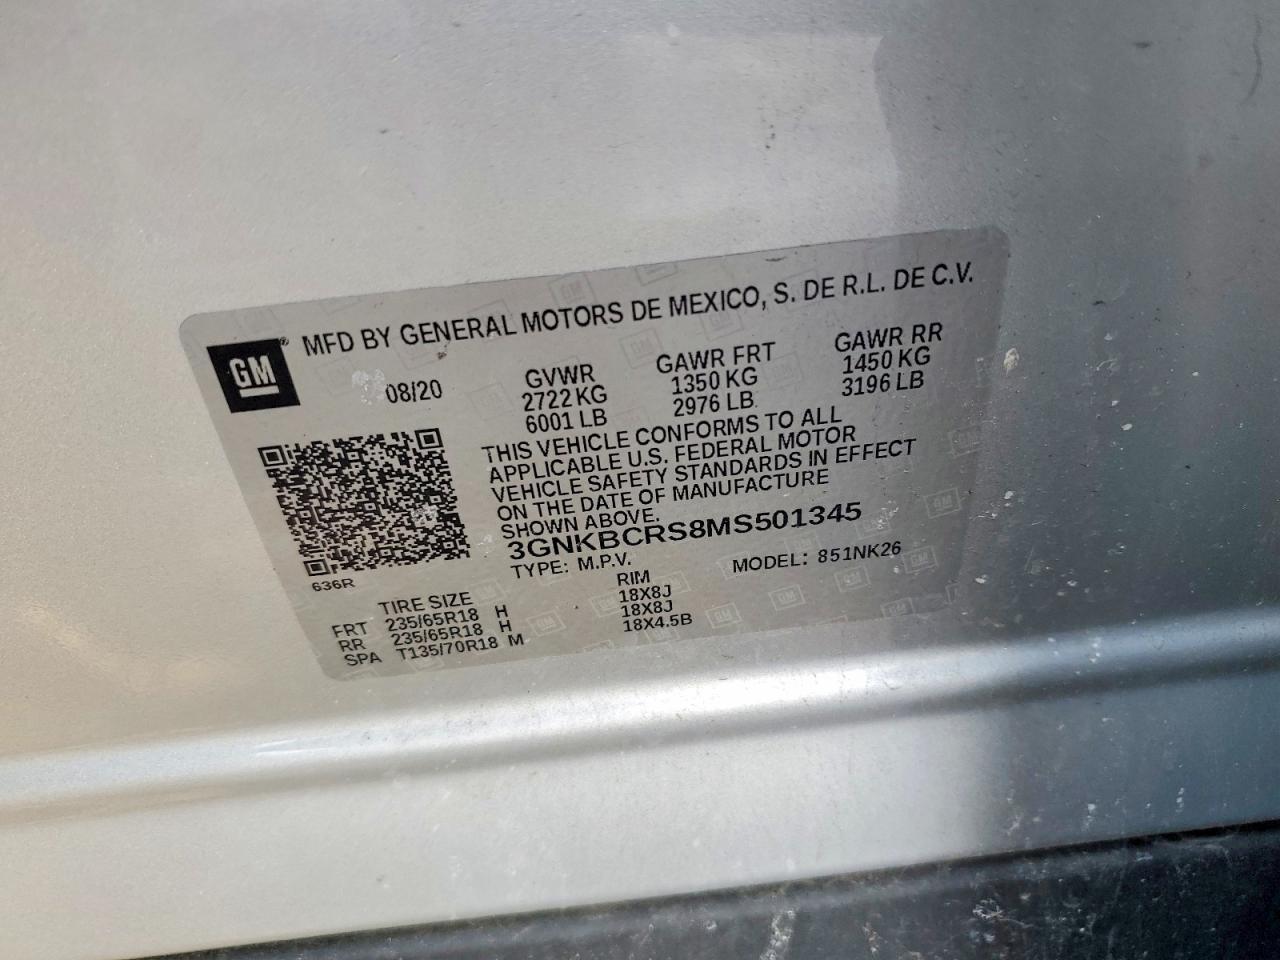 GM ® MFD BY GENERAL MOTORS DE MEXICO, S. DE R.L. DE C.V.
08/20
GVWR GAWR FRT GAWR RR
2722 KG 1350 KG 1450 KG
6001 LB 2976 LB 3196 LB
THIS VEHICLE CONFORMS TO ALL
APPLICABLE U.S. FEDERAL MOTOR
VEHICLE SAFETY STANDARDS IN EFFECT
ON THE DATE OF MANUFACTURE
SHOWN ABOVE.
3GNKBCRS8MS501345
TYPE: M.P.V. MODEL: 851NK26
636R
TIRE SIZE RIM
FRT 235/65R18 H 18X8J
RR 235/65R18 H 18X8J
SPA T135/70R18 M 18X4.5B